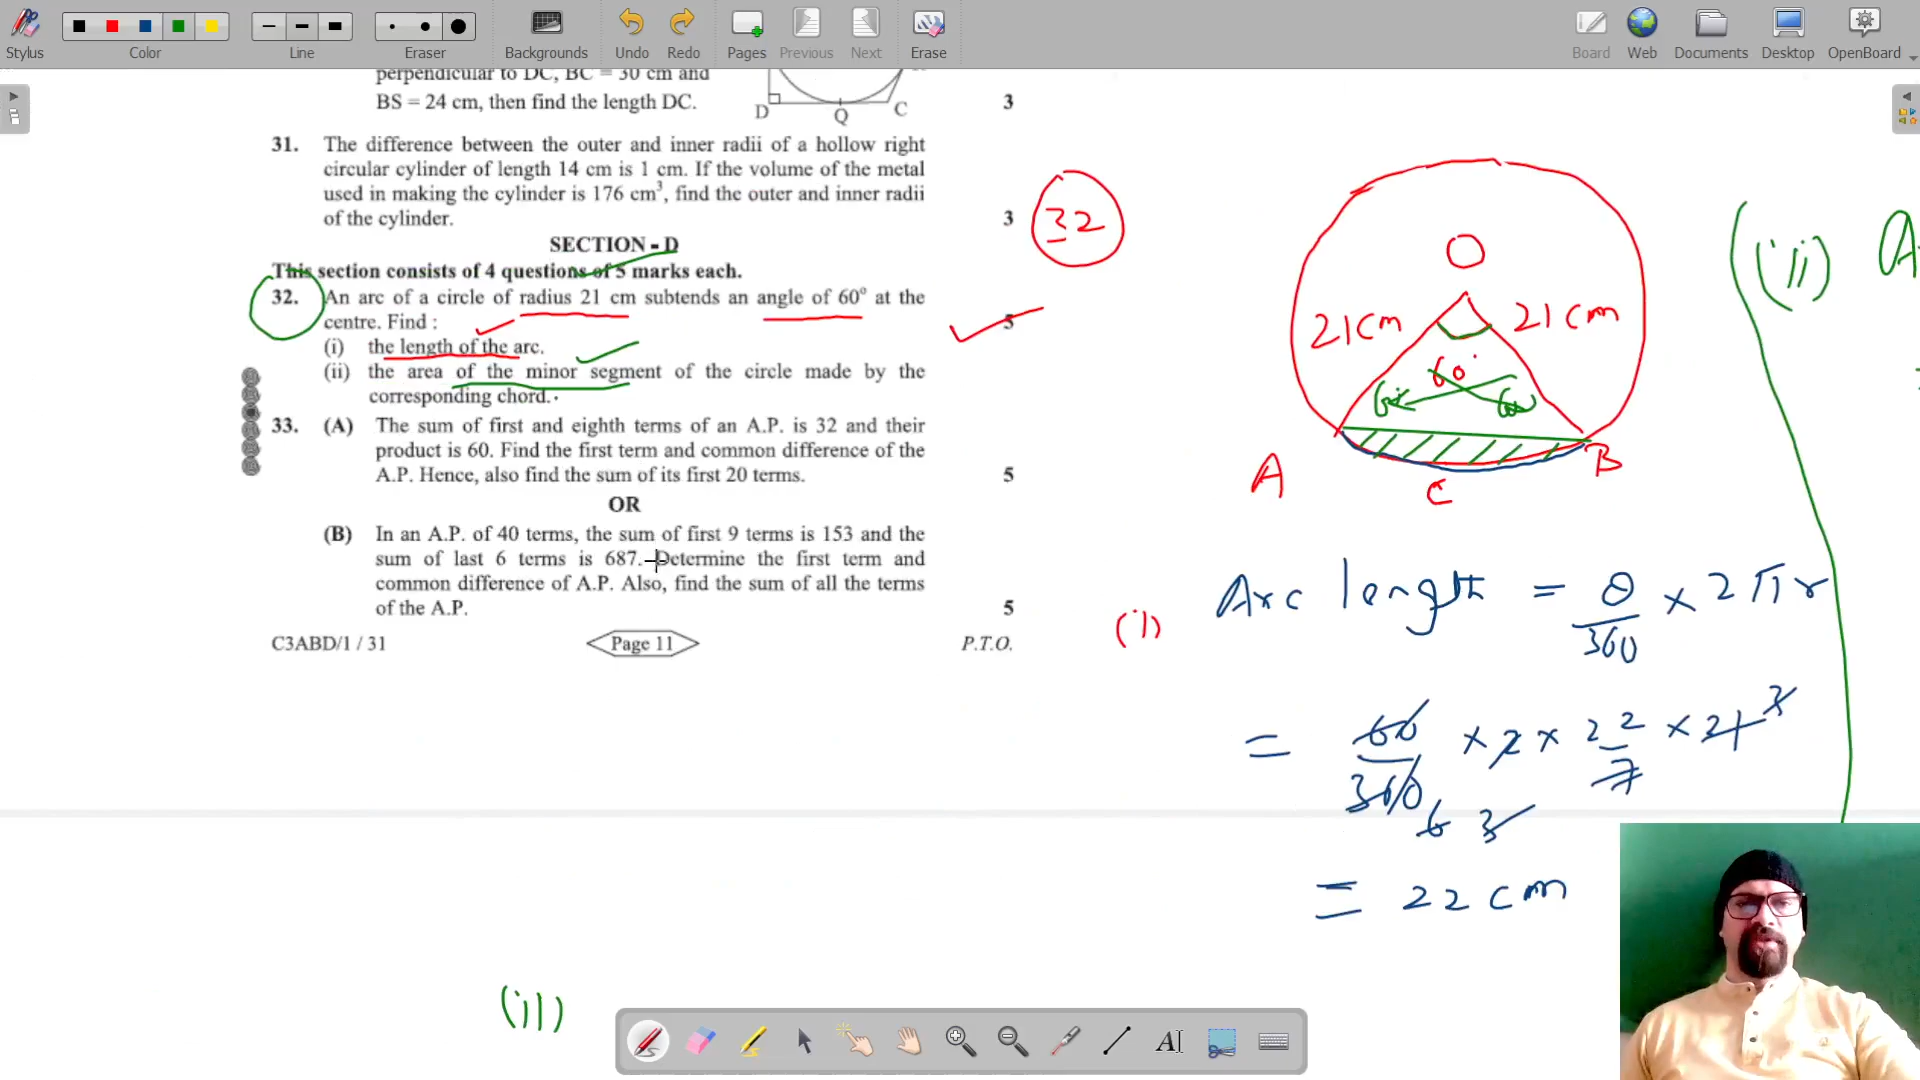 Stylus
Color
Line
Eraser
Backgrounds
Undo
Redo
Pages
Previous
Next
Erase
Board
Web
Documents
Desktop
OpenBoard
perpendicular to DC, BC = 30 cm and
BS = 24 cm, then find the length DC.
3
D
Q
C
31. The difference between the outer and inner radii of a hollow right
circular cylinder of length 14 cm is 1 cm. If the volume of the metal
used in making the cylinder is 176 cm³, find the outer and inner radii
of the cylinder.
3
SECTION - D
This section consists of 4 questions of 5 marks each.
32. An arc of a circle of radius 21 cm subtends an angle of 60° at the
centre. Find :
5
(i) the length of the arc.
(ii) the area of the minor segment of the circle made by the
corresponding chord.
33. (A) The sum of first and eighth terms of an A.P. is 32 and their
product is 60. Find the first term and common difference of the
A.P. Hence, also find the sum of its first 20 terms.
5
OR
(B) In an A.P. of 40 terms, the sum of first 9 terms is 153 and the
sum of last 6 terms is 687. Determine the first term and
common difference of A.P. Also, find the sum of all the terms
of the A.P.
5
C3ABD/1 / 31
Page 11
P.T.O.
32
O
21 cm
21 cm
60°
A
B
C
(i) Arc length = θ/360 × 2πr
= 60/360 × 2 × 22/7 × 21 3
6 3
= 22 cm
(ii) A
(ii)